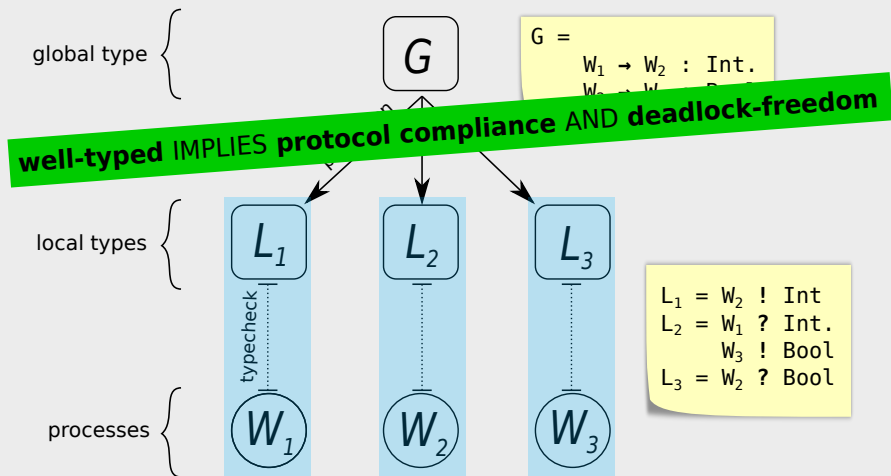 global type
G
G =
W₁ → W₂ : Int.
well-typed IMPLIES protocol compliance AND deadlock-freedom
local types
L₁
L₂
L₃
typecheck
L₁ = W₂ ! Int
L₂ = W₁ ? Int.
W₃ ! Bool
L₃ = W₂ ? Bool
processes
W₁
W₂
W₃